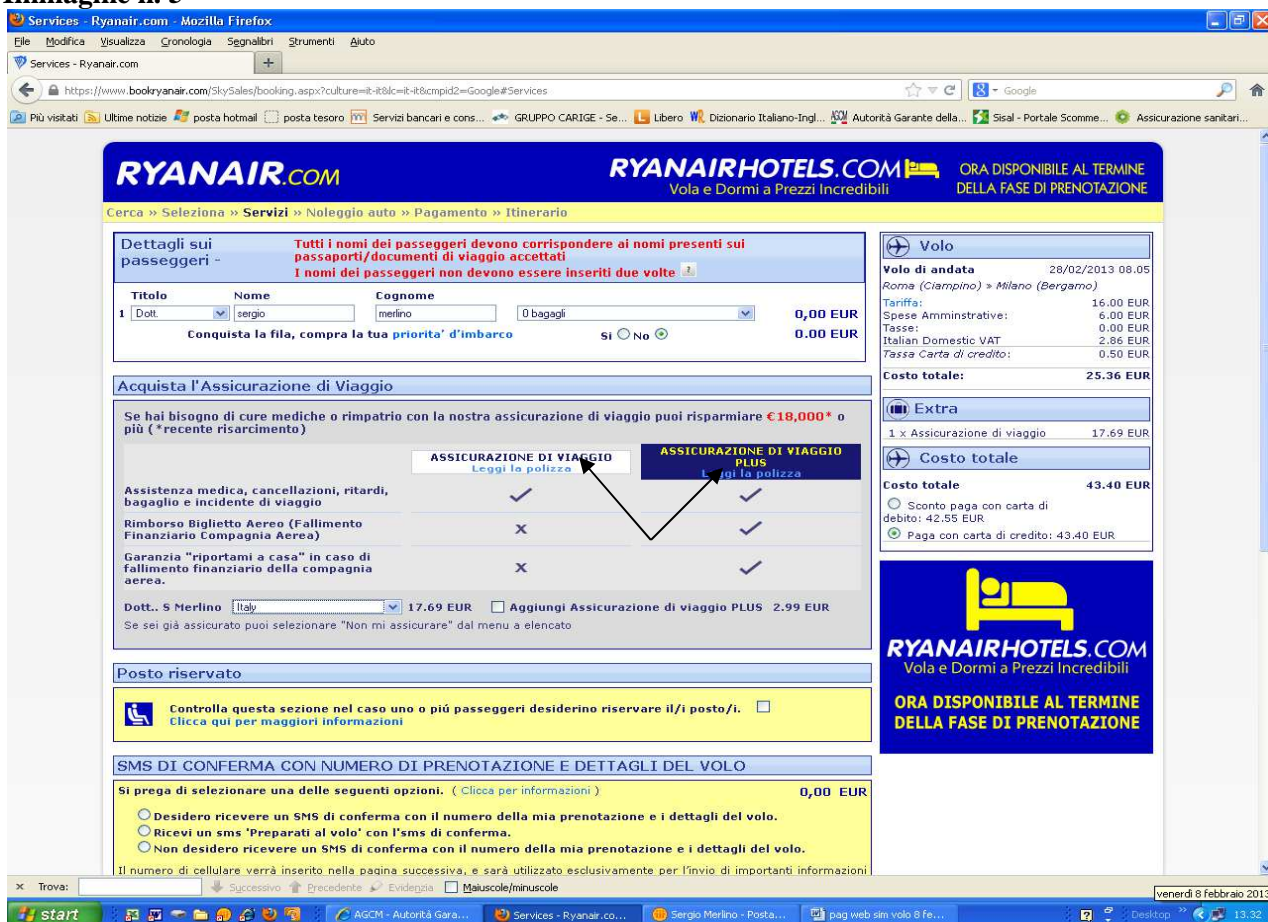 Immagine n. 3
Services - Ryanair.com - Mozilla Firefox
File Modifica Visualizza Cronologia Segnalibri Strumenti Aiuto
Services - Ryanair.com +
https://www.bookryanair.com/SkySales/booking.aspx?culture=it-it&lc=it-it&cmpid2=Google#Services
Google
Più visitati Ultime notizie posta hotmail posta tesoro Servizi bancari e cons... GRUPPO CARIGE - Se... Libero Dizionario Italiano-Ingl... Autorità Garante della... Sisal - Portale Scomme... Assicurazione sanitari...
RYANAIR.COM
RYANAIRHOTELS.COM
Vola e Dormi a Prezzi Incredibili
ORA DISPONIBILE AL TERMINE
DELLA FASE DI PRENOTAZIONE
Cerca » Seleziona » Servizi » Noleggio auto » Pagamento » Itinerario
Dettagli sui
passeggeri -
Tutti i nomi dei passeggeri devono corrispondere ai nomi presenti sui
passaporti/documenti di viaggio accettati
I nomi dei passeggeri non devono essere inseriti due volte ?
Titolo Nome Cognome
1 Dott. sergio merlino 0 bagagli 0,00 EUR
Conquista la fila, compra la tua priorita' d'imbarco Si No 0.00 EUR
Acquista l'Assicurazione di Viaggio
Se hai bisogno di cure mediche o rimpatrio con la nostra assicurazione di viaggio puoi risparmiare €18,000* o
più (*recente risarcimento)
ASSICURAZIONE DI VIAGGIO
Leggi la polizza
ASSICURAZIONE DI VIAGGIO
PLUS
Leggi la polizza
Assistenza medica, cancellazioni, ritardi,
bagaglio e incidente di viaggio
Rimborso Biglietto Aereo (Fallimento
Finanziario Compagnia Aerea)
x
Garanzia "riportami a casa" in caso di
fallimento finanziario della compagnia
aerea.
x
Dott.. S Merlino Italy 17.69 EUR Aggiungi Assicurazione di viaggio PLUS 2.99 EUR
Se sei già assicurato puoi selezionare "Non mi assicurare" dal menu a elencato
Posto riservato
Controlla questa sezione nel caso uno o piú passeggeri desiderino riservare il/i posto/i.
Clicca qui per maggiori informazioni
SMS DI CONFERMA CON NUMERO DI PRENOTAZIONE E DETTAGLI DEL VOLO
Si prega di selezionare una delle seguenti opzioni. ( Clicca per informazioni ) 0,00 EUR
Desidero ricevere un SMS di conferma con il numero della mia prenotazione e i dettagli del volo.
Ricevi un sms 'Preparati al volo' con l'sms di conferma.
Non desidero ricevere un SMS di conferma con il numero della mia prenotazione e i dettagli del volo.
Il numero di cellulare verrà inserito nella pagina successiva, e sarà utilizzato esclusivamente per l'invio di importanti informazioni
Volo
Volo di andata 28/02/2013 08.05
Roma (Ciampino) » Milano (Bergamo)
Tariffa: 16.00 EUR
Spese Amminstrative: 6.00 EUR
Tasse: 0.00 EUR
Italian Domestic VAT 2.86 EUR
Tassa Carta di credito: 0.50 EUR
Costo totale: 25.36 EUR
Extra
1 x Assicurazione di viaggio 17.69 EUR
Costo totale
Costo totale 43.40 EUR
Sconto paga con carta di
debito: 42.55 EUR
Paga con carta di credito: 43.40 EUR
RYANAIRHOTELS.COM
Vola e Dormi a Prezzi Incredibili
ORA DISPONIBILE AL TERMINE
DELLA FASE DI PRENOTAZIONE
x Trova: Successivo Precedente Evidenzia Maiuscole/minuscole
venerdì 8 febbraio 2013
start AGCM - Autorità Gara... Services - Ryanair.co... Sergio Merlino - Posta... pag web sim volo 8 fe... Desktop » 13.32